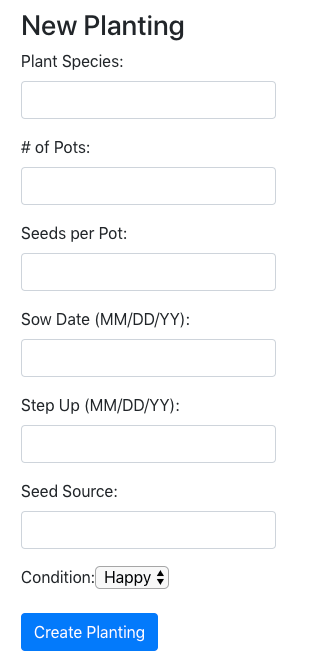 New Planting
Plant Species:
# of Pots:
Seeds per Pot:
Sow Date (MM/DD/YY):
Step Up (MM/DD/YY):
Seed Source:
Condition: Happy
Create Planting